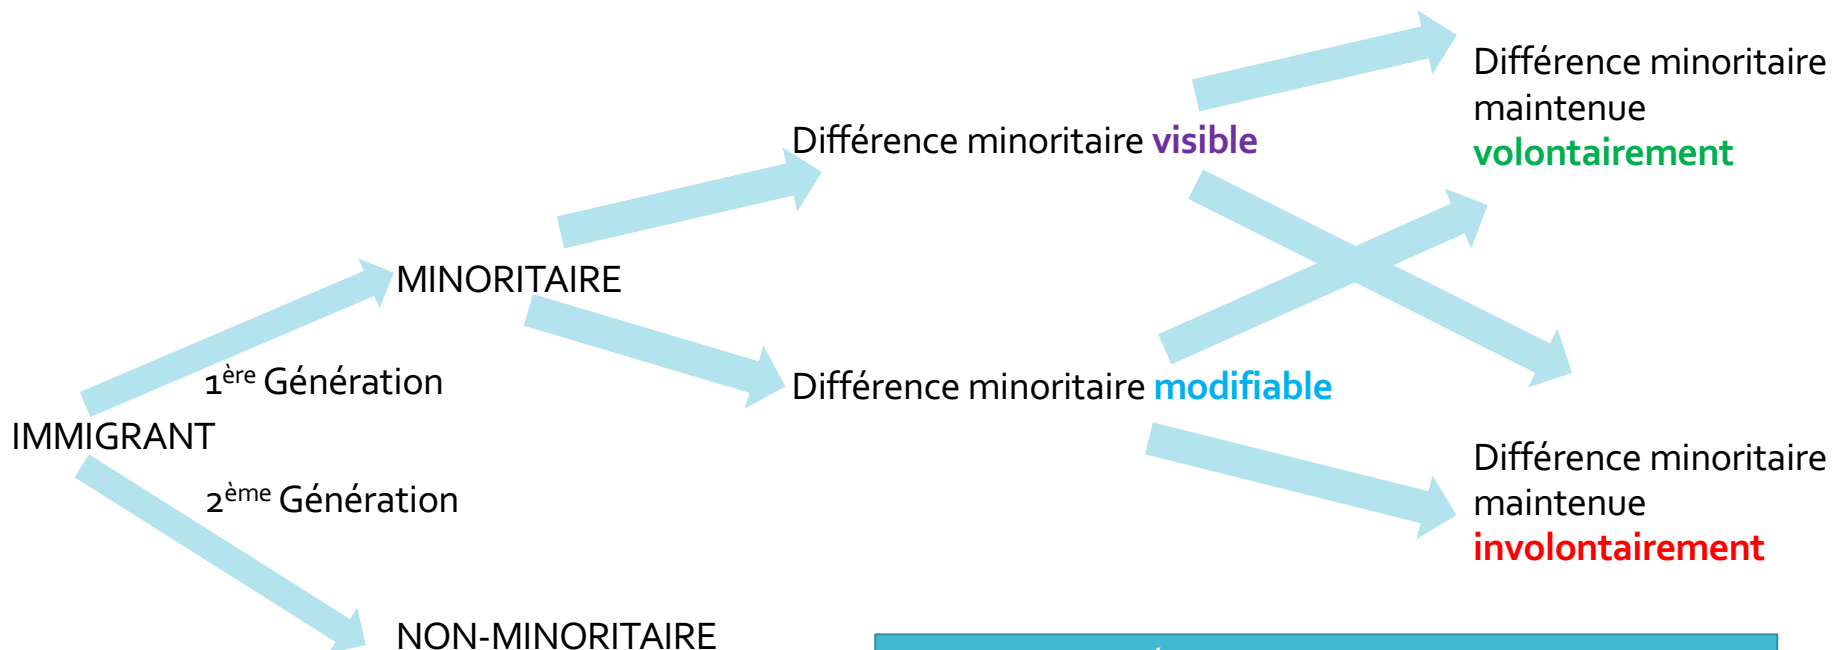 Différence minoritaire
maintenue
volontairement
Différence minoritaire visible
MINORITAIRE
1ère Génération
Différence minoritaire modifiable
IMMIGRANT
2ème Génération
Différence minoritaire
maintenue
involontairement
NON-MINORITAIRE